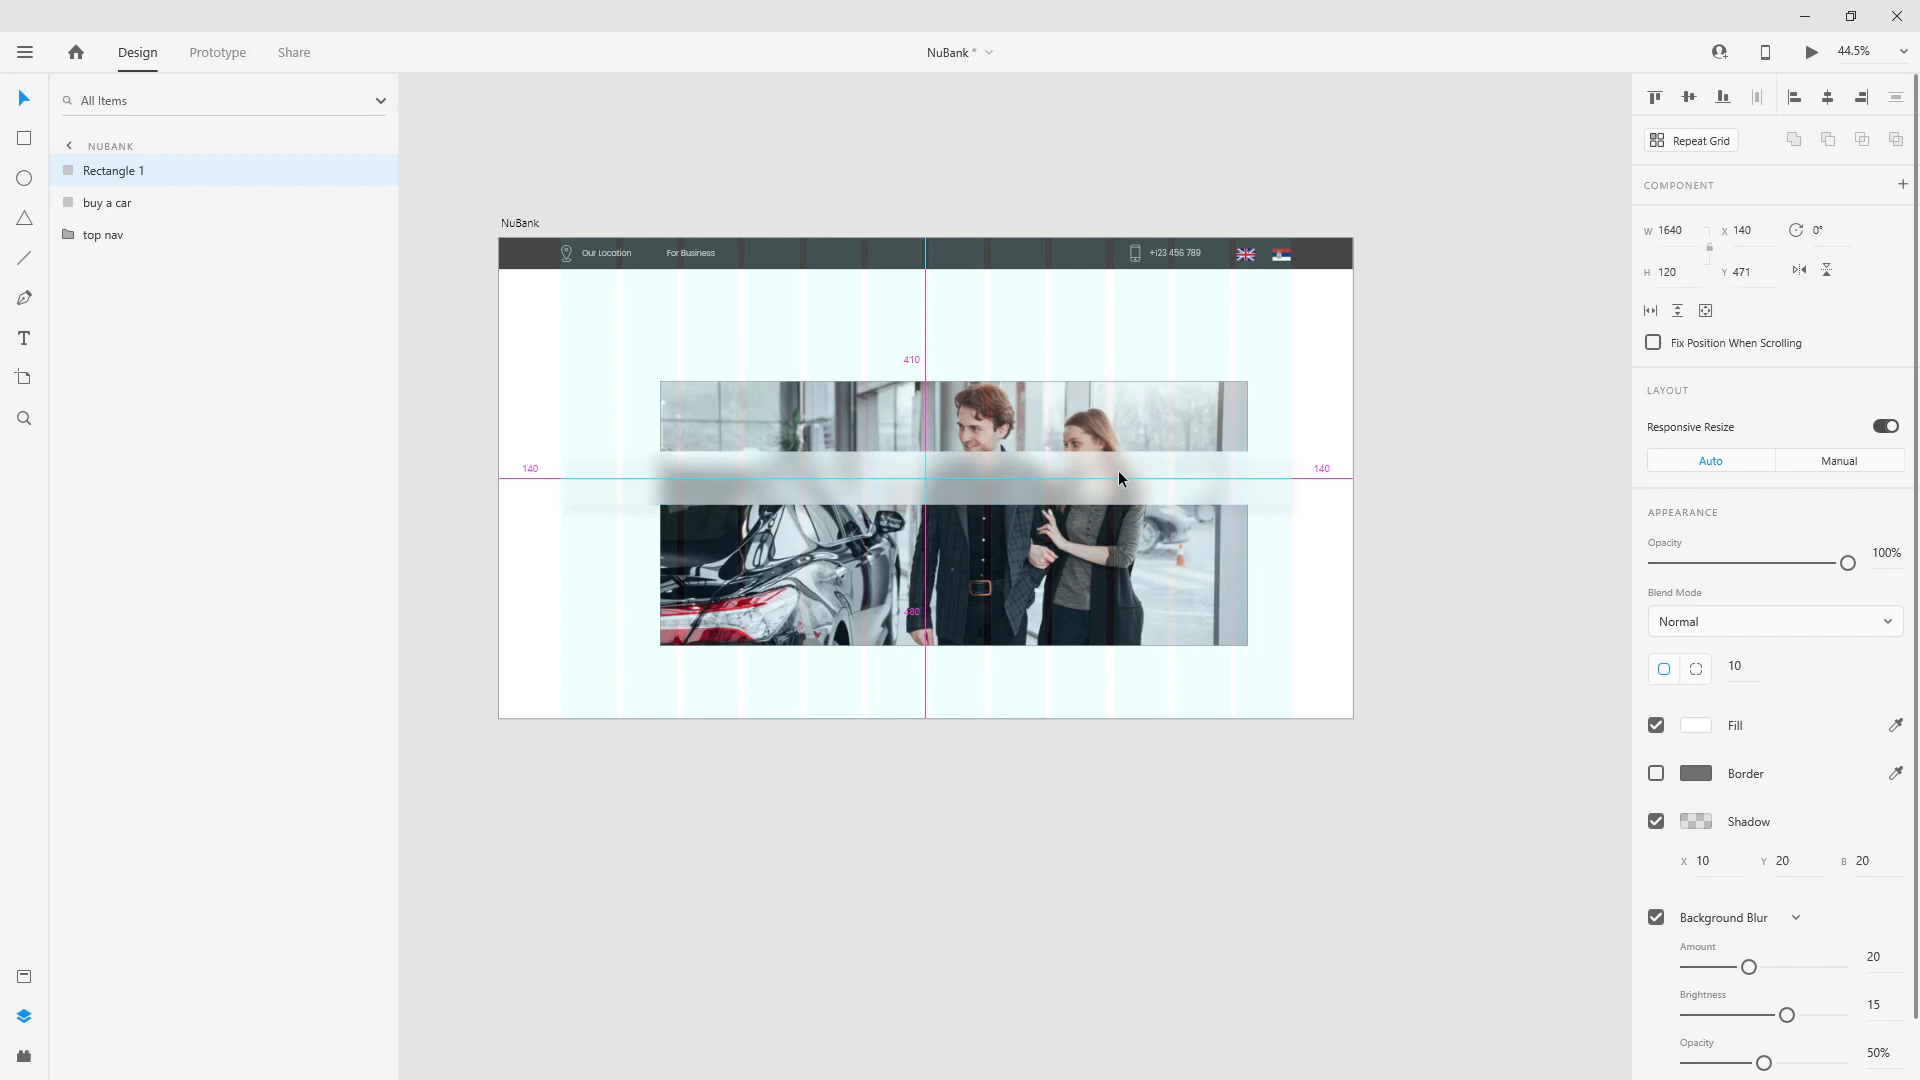 Design
Prototype
Share
NuBank *
44.5%
All Items
NUBANK
Rectangle 1
buy a car
top nav
NuBank
Our Location
For Business
+123 456 789
410
140
140
480
Repeat Grid
COMPONENT
W 1640
X 140
0°
H 120
Y 471
Fix Position When Scrolling
LAYOUT
Responsive Resize
Auto
Manual
APPEARANCE
Opacity
100%
Blend Mode
Normal
10
Fill
Border
Shadow
X 10
Y 20
B 20
Background Blur
Amount
20
Brightness
15
Opacity
50%